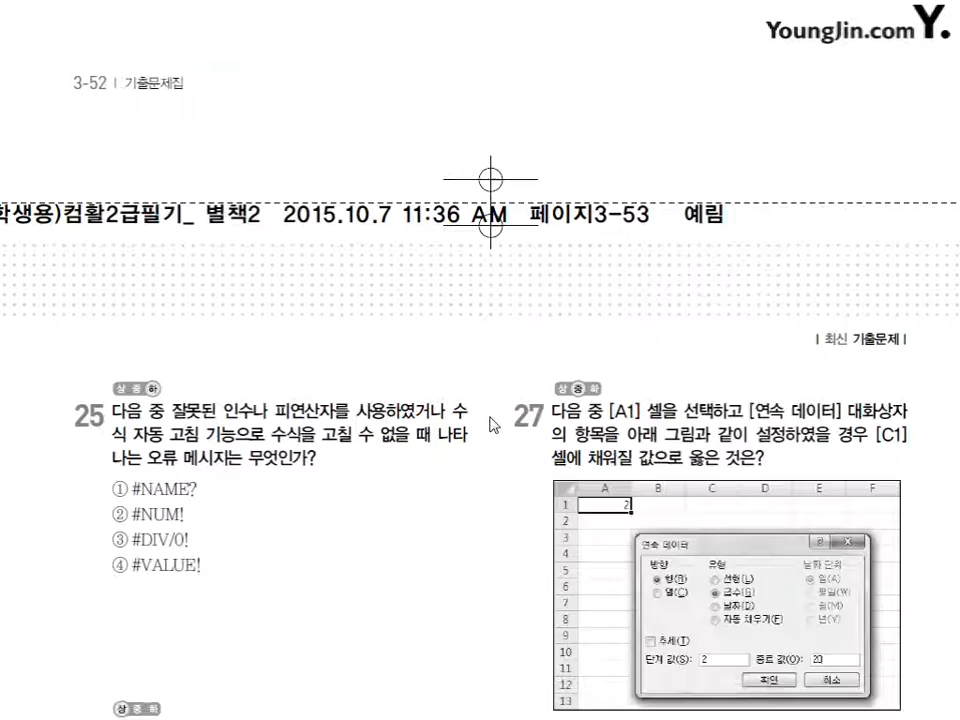 YoungJin.com Y.
3-52 | 기출문제집
학생용)컴활2급필기_ 별책2 2015.10.7 11:36 AM 페이지3-53 예림
| 최신 기출문제 |
상 중 하
25 다음 중 잘못된 인수나 피연산자를 사용하였거나 수
식 자동 고침 기능으로 수식을 고칠 수 없을 때 나타
나는 오류 메시지는 무엇인가?
① #NAME?
② #NUM!
③ #DIV/0!
④ #VALUE!
상 중 하
상 중 하
27 다음 중 [A1] 셀을 선택하고 [연속 데이터] 대화상자
의 항목을 아래 그림과 같이 설정하였을 경우 [C1]
셀에 채워질 값으로 옳은 것은?
A B C D E F
1 2
2
3
4
5
6
7
8
9
10
11
12
13
연속 데이터
방향 유형 날짜 단위
행(R) 선형(L) 일(A)
열(C) 급수(G) 평일(W)
날짜(D) 월(M)
자동 채우기(F) 년(Y)
추세(T)
단계 값(S): 2 종료 값(O): 20
확인 취소